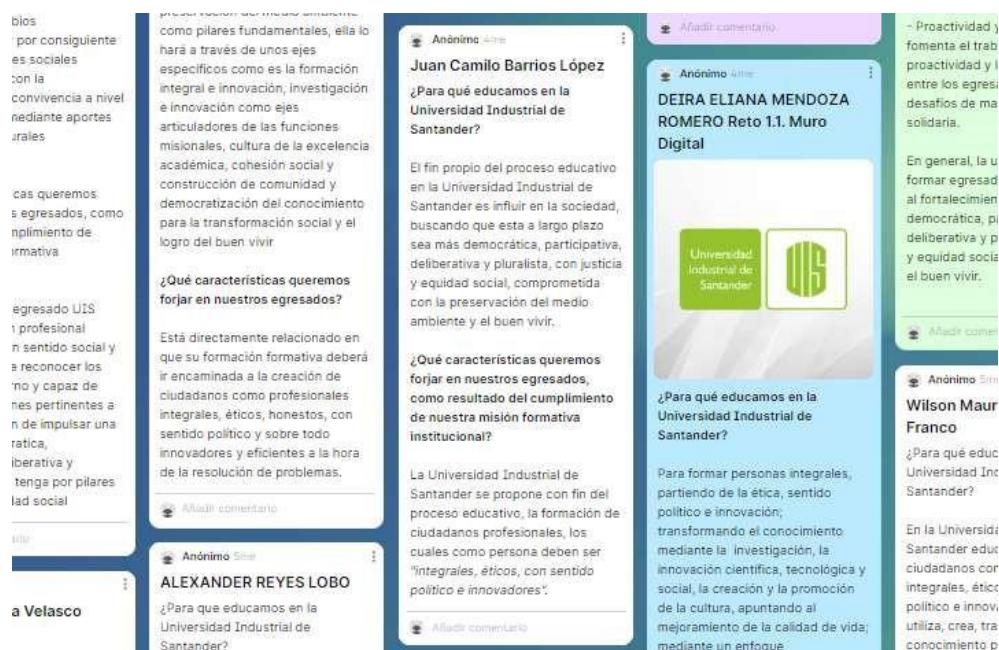 bios
por consiguiente
es sociales
con la
convivencia a nivel
mediante aportes
urales
cas queremos
s egresados, como
mplimiento de
rmativa
egresado UIS
profesional
n sentido social y
e reconocer los
rno y capaz de
nes pertinentes a
n de impulsar una
ratica,
iberativa y
tenga por pilares
dad social
a Velasco
preservación del medio ambiente
como pilares fundamentales, ella lo
hará a través de unos ejes
específicos como es la formación
integral e innovación, investigación
e innovación como ejes
articuladores de las funciones
misionales, cultura de la excelencia
académica, cohesión social y
construcción de comunidad y
democratización del conocimiento
para la transformación social y el
logro del buen vivir
¿Qué características queremos
forjar en nuestros egresados?
Está directamente relacionado en
que su formación formativa deberá
ir encaminada a la creación de
ciudadanos como profesionales
integrales, éticos, honestos, con
sentido político y sobre todo
innovadores y eficientes a la hora
de la resolución de problemas.
Añadir comentario
Anónimo 5me
ALEXANDER REYES LOBO
¿Para que educamos en la
Universidad Industrial de
Santander?
Anónimo 4me
Juan Camilo Barrios López
¿Para qué educamos en la
Universidad Industrial de
Santander?
El fin propio del proceso educativo
en la Universidad Industrial de
Santander es influir en la sociedad,
buscando que esta a largo plazo
sea más democrática, participativa,
deliberativa y pluralista, con justicia
y equidad social, comprometida
con la preservación del medio
ambiente y el buen vivir.
¿Qué características queremos
forjar en nuestros egresados,
como resultado del cumplimiento
de nuestra misión formativa
institucional?
La Universidad Industrial de
Santander se propone con fin del
proceso educativo, la formación de
ciudadanos profesionales, los
cuales como persona deben ser
"integrales, éticos, con sentido
político e innovadores".
Añadir comentario
Añadir comentario
Anónimo 4me
DEIRA ELIANA MENDOZA
ROMERO Reto 1.1. Muro
Digital
Universidad
Industrial de
Santander
UIS
¿Para qué educamos en la
Universidad Industrial de
Santander?
Para formar personas integrales,
partiendo de la ética, sentido
político e innovación;
transformando el conocimiento
mediante la investigación, la
innovación científica, tecnológica y
social, la creación y la promoción
de la cultura, apuntando al
mejoramiento de la calidad de vida;
mediante un enfoque
- Proactividad y
fomenta el trab
proactividad y l
entre los egresa
desafíos de ma
solidaria.
En general, la u
formar egresad
al fortalecimien
democrática, pa
deliberativa y p
y equidad socia
el buen vivir.
Añadir comen
Anónimo 5me
Wilson Maur
Franco
¿Para qué educ
Universidad Ind
Santander?
En la Universida
Santander educ
ciudadanos con
integrales, ético
político e innova
utiliza, crea, tra
conocimiento p